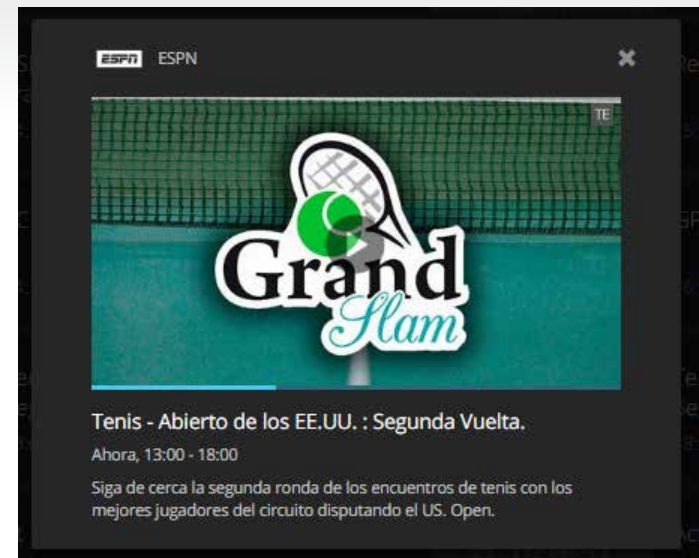 ESPN ESPN
TE
Grand
Slam
Tenis - Abierto de los EE.UU. : Segunda Vuelta.
Ahora, 13:00 - 18:00
Siga de cerca la segunda ronda de los encuentros de tenis con los
mejores jugadores del circuito disputando el US. Open.